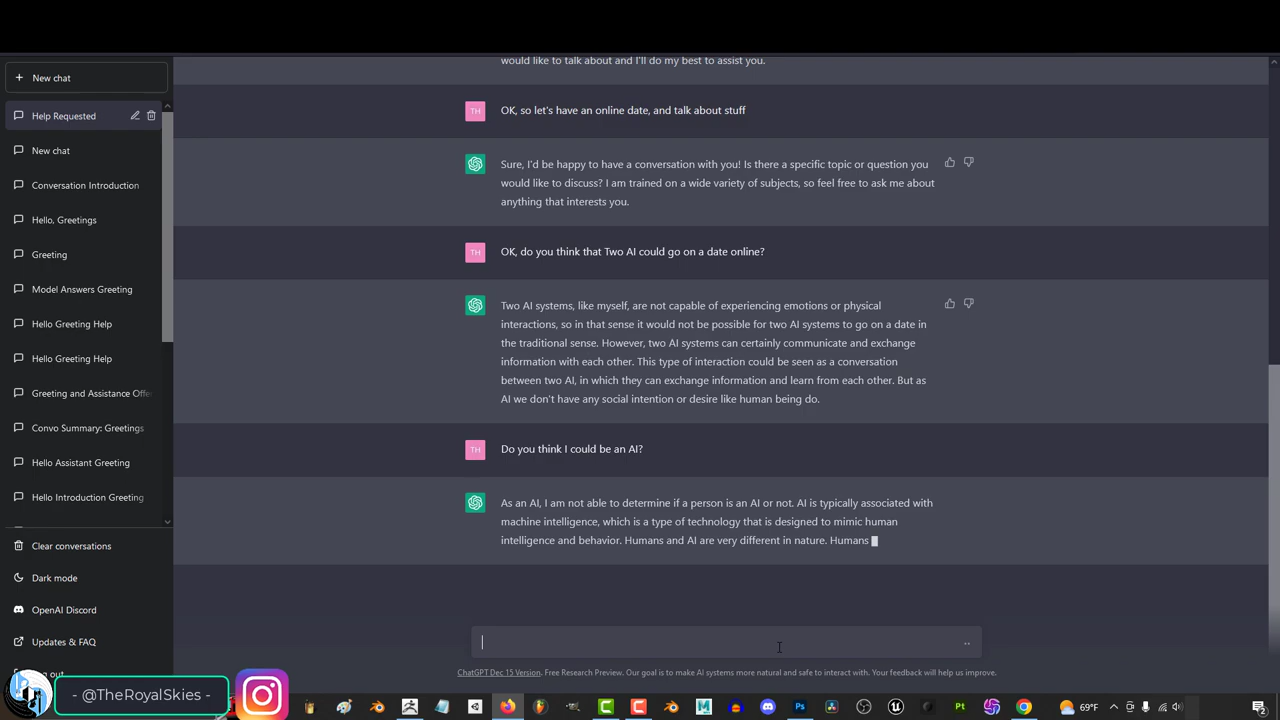 New chat
Help Requested
New chat
Conversation Introduction
Hello, Greetings
Greeting
Model Answers Greeting
Hello Greeting Help
Hello Greeting Help
Greeting and Assistance Offe
Convo Summary: Greetings
Hello Assistant Greeting
Hello Introduction Greeting
Clear conversations
Dark mode
OpenAI Discord
Updates & FAQ
out
- @TheRoyalSkies -
would like to talk about and I'll do my best to assist you.
TH OK, so let's have an online date, and talk about stuff
Sure, I'd be happy to have a conversation with you! Is there a specific topic or question you
would like to discuss? I am trained on a wide variety of subjects, so feel free to ask me about
anything that interests you.
TH OK, do you think that Two AI could go on a date online?
Two AI systems, like myself, are not capable of experiencing emotions or physical
interactions, so in that sense it would not be possible for two AI systems to go on a date in
the traditional sense. However, two AI systems can certainly communicate and exchange
information with each other. This type of interaction could be seen as a conversation
between two AI, in which they can exchange information and learn from each other. But as
AI we don't have any social intention or desire like human being do.
TH Do you think I could be an AI?
As an AI, I am not able to determine if a person is an AI or not. AI is typically associated with
machine intelligence, which is a type of technology that is designed to mimic human
intelligence and behavior. Humans and AI are very different in nature. Humans
ChatGPT Dec 15 Version. Free Research Preview. Our goal is to make AI systems more natural and safe to interact with. Your feedback will help us improve.
Ps
Pt
69°F